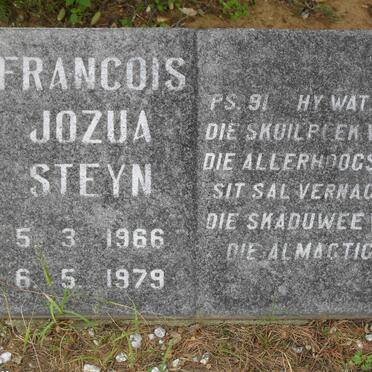 FRANCOIS
JOZUA
STEYN
5 3 1966
6 5 1979
PS. 91 HY WAT
DIE SKUILPLEK
DIE ALLERHOOGS
SIT SAL VERNAG
DIE SKADUWEE
DIE ALMAGTIG